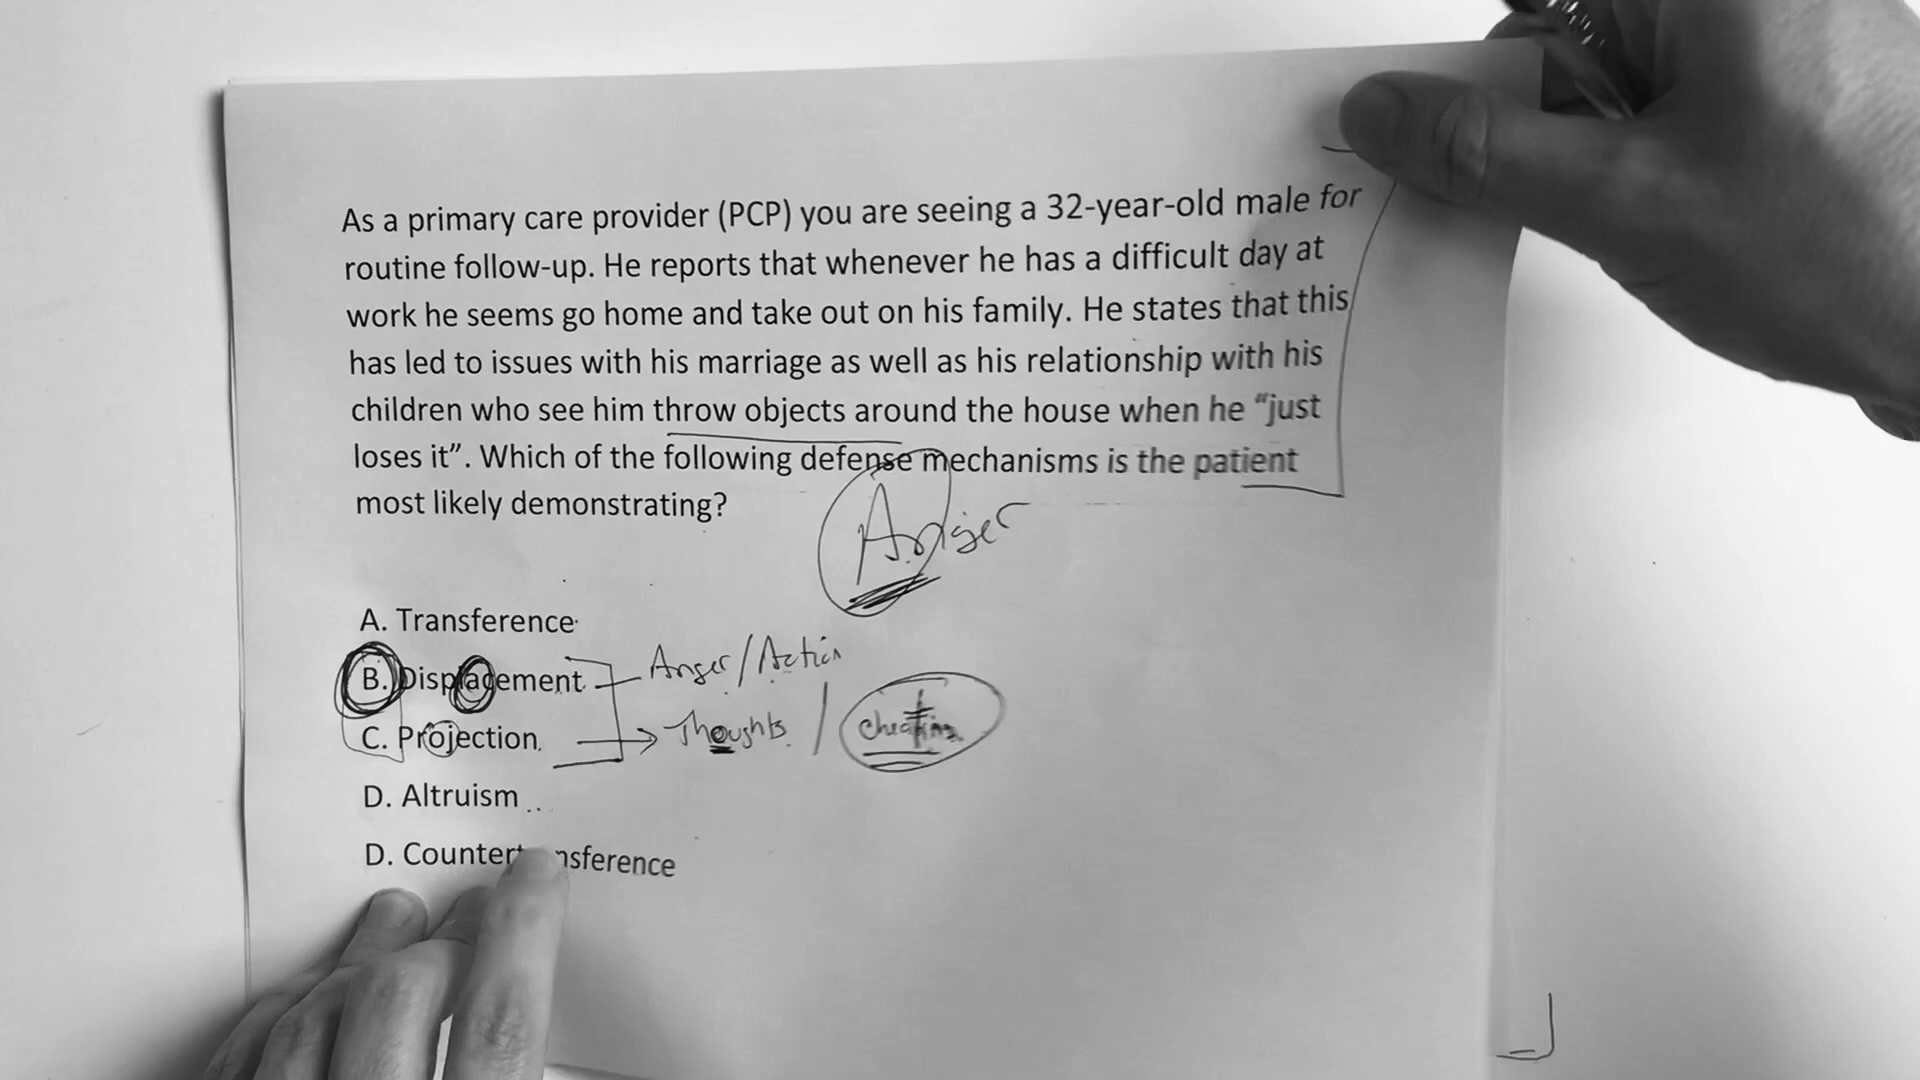 As a primary care provider (PCP) you are seeing a 32-year-old male for
routine follow-up. He reports that whenever he has a difficult day at
work he seems go home and take out on his family. He states that this
has led to issues with his marriage as well as his relationship with his
children who see him throw objects around the house when he “just
loses it”. Which of the following defense mechanisms is the patient
most likely demonstrating?
Anger
A. Transference
B. Displacement
Anger/Action
C. Projection
Thoughts / Cheating
D. Altruism
D. Counter nsference